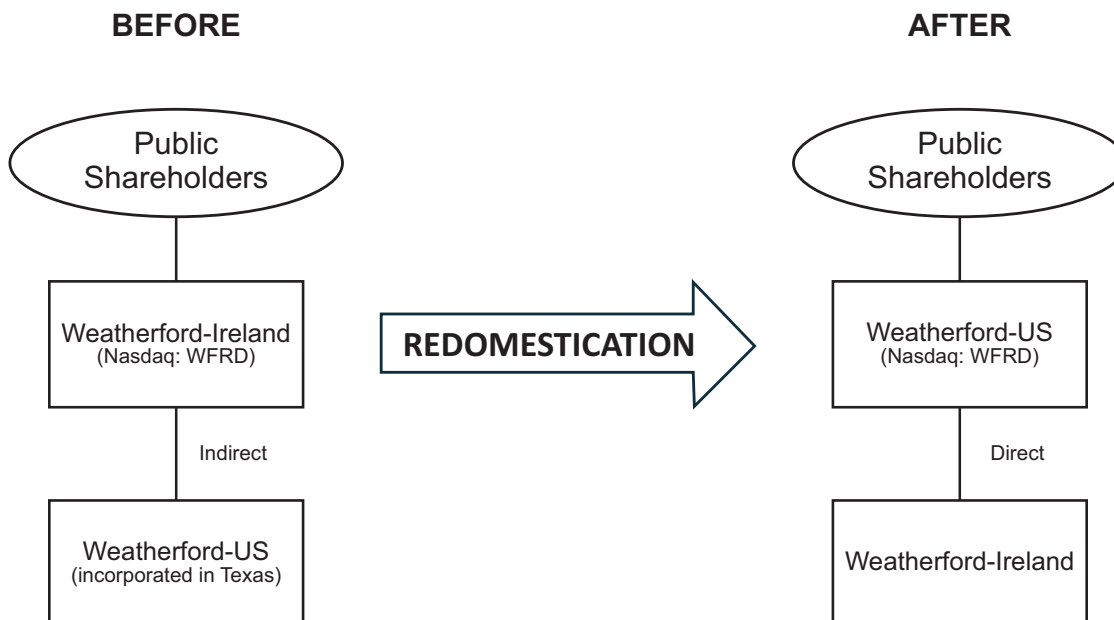 BEFORE
Public
Shareholders
Weatherford-Ireland
(Nasdaq: WFRD)
Indirect
Weatherford-US
(incorporated in Texas)
REDOMESTICATION
AFTER
Public
Shareholders
Weatherford-US
(Nasdaq: WFRD)
Direct
Weatherford-Ireland